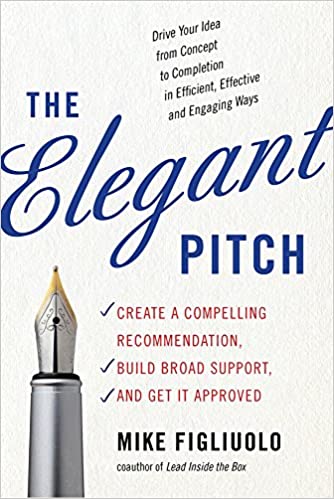 Drive Your Idea
from Concept
to Completion
in Efficient, Effective
and Engaging Ways
THE
Elegant
PITCH
✓CREATE A COMPELLING
RECOMMENDATION,
✓BUILD BROAD SUPPORT,
✓AND GET IT APPROVED
MIKE FIGLIUOLO
coauthor of Lead Inside the Box